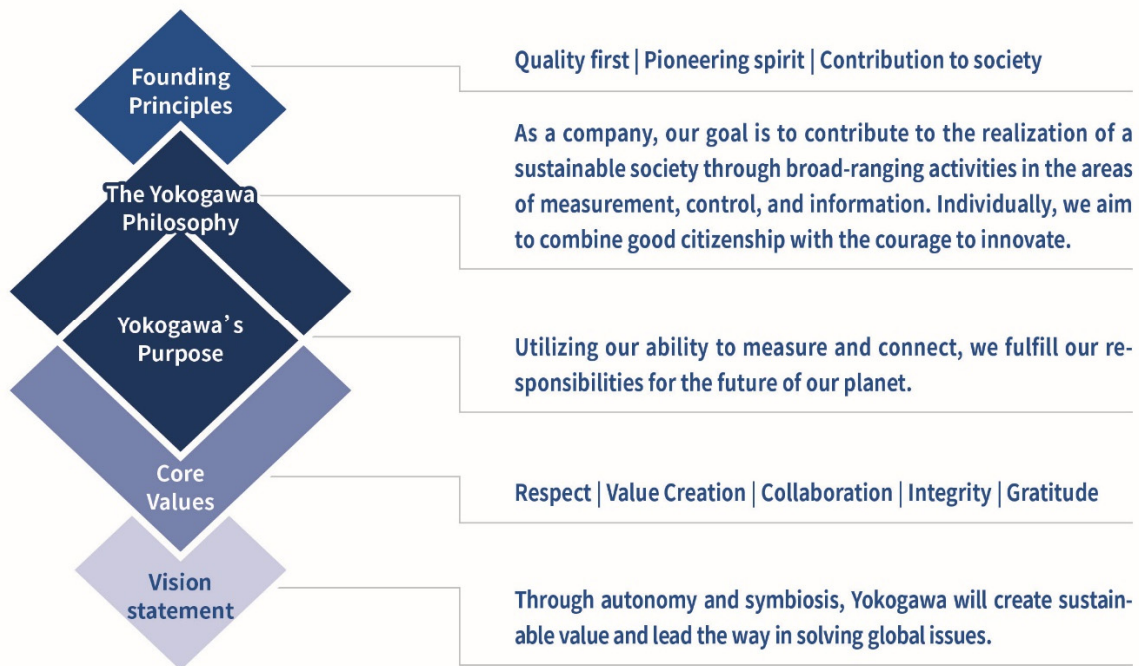 Founding
Principles
Quality first | Pioneering spirit | Contribution to society
The Yokogawa
Philosophy
As a company, our goal is to contribute to the realization of a
sustainable society through broad-ranging activities in the areas
of measurement, control, and information. Individually, we aim
to combine good citizenship with the courage to innovate.
Yokogawa’s
Purpose
Utilizing our ability to measure and connect, we fulfill our re-
sponsibilities for the future of our planet.
Core
Values
Respect | Value Creation | Collaboration | Integrity | Gratitude
Vision
statement
Through autonomy and symbiosis, Yokogawa will create sustain-
able value and lead the way in solving global issues.